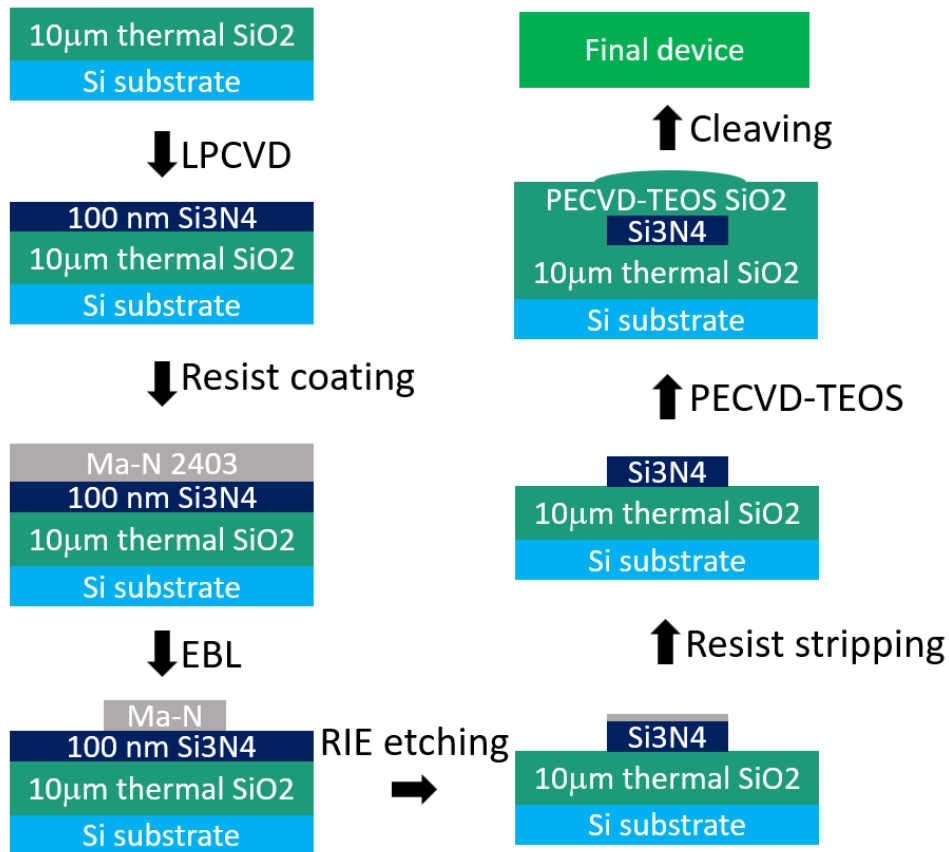 10μm thermal SiO2
Si substrate
LPCVD
100 nm Si3N4
10μm thermal SiO2
Si substrate
Resist coating
Ma-N 2403
100 nm Si3N4
10μm thermal SiO2
Si substrate
EBL
Ma-N
100 nm Si3N4
10μm thermal SiO2
Si substrate
RIE etching
Si3N4
10μm thermal SiO2
Si substrate
Resist stripping
Si3N4
10μm thermal SiO2
Si substrate
PECVD-TEOS
PECVD-TEOS SiO2
Si3N4
10μm thermal SiO2
Si substrate
Cleaving
Final device